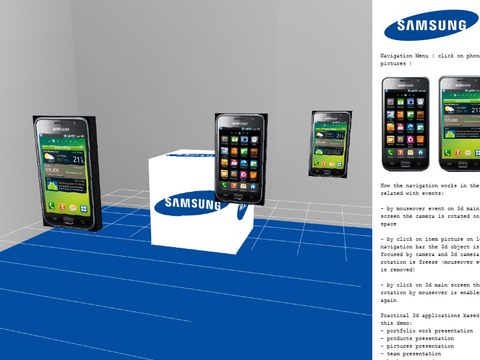 SAMSUNG
SAMSUNG
Navigation Menu ( click on phone
pictures )
How the navigation works in the
related with events:
- by mouseover event on 3d main
screen the camera is rotated on
space
- by click on item picture on
navigation bar the 3d object is
focused by camera and 3d camera
rotation is freeze (mouseover
is removed)
- by click on 3d main screen the
rotation by mouseover is enable
again
Practical 3d applications based
this demo:
- portfolio work presentation
- products presentation
- pictures presentation
- team presentation